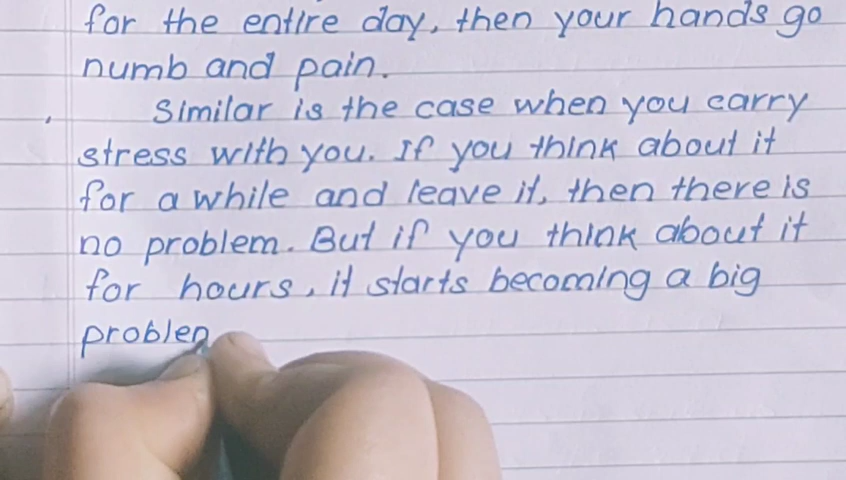 for the entire day, then your hands go
numb and pain.
Similar is the case when you carry
stress with you. If you think about it
for a while and leave it, then there is
no problem. But if you think about it
for hours, it starts becoming a big
problen